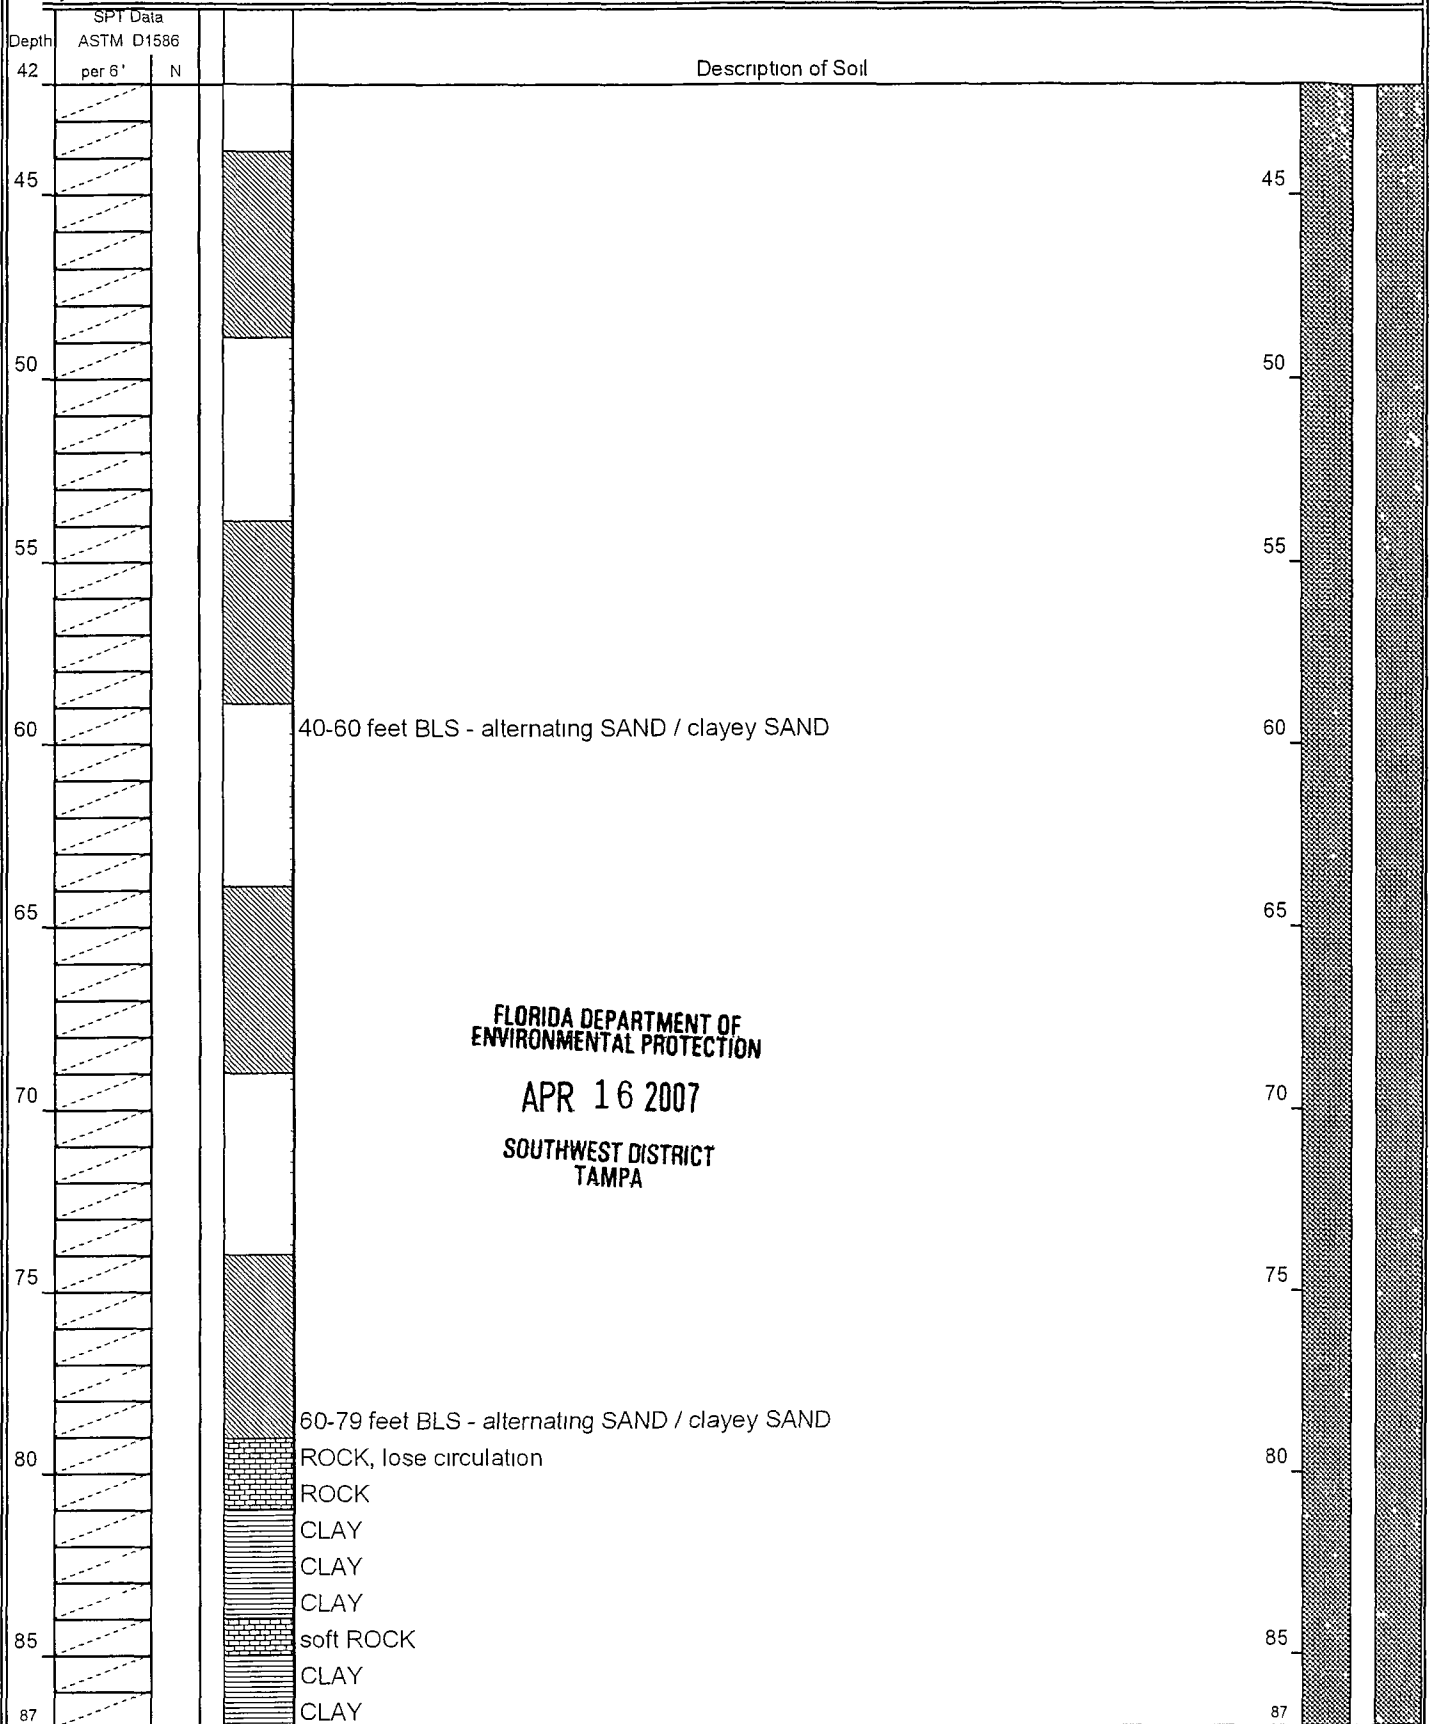 SPT Data
Depth ASTM D1586
42 per 6' N Description of Soil
45 45
50 50
55 55
60 40-60 feet BLS - alternating SAND / clayey SAND 60
65 65
FLORIDA DEPARTMENT OF
ENVIRONMENTAL PROTECTION
70 APR 16 2007 70
SOUTHWEST DISTRICT
TAMPA
75 75
60-79 feet BLS - alternating SAND / clayey SAND
80 ROCK, lose circulation 80
ROCK
CLAY
CLAY
CLAY
85 soft ROCK 85
CLAY
87 CLAY 87